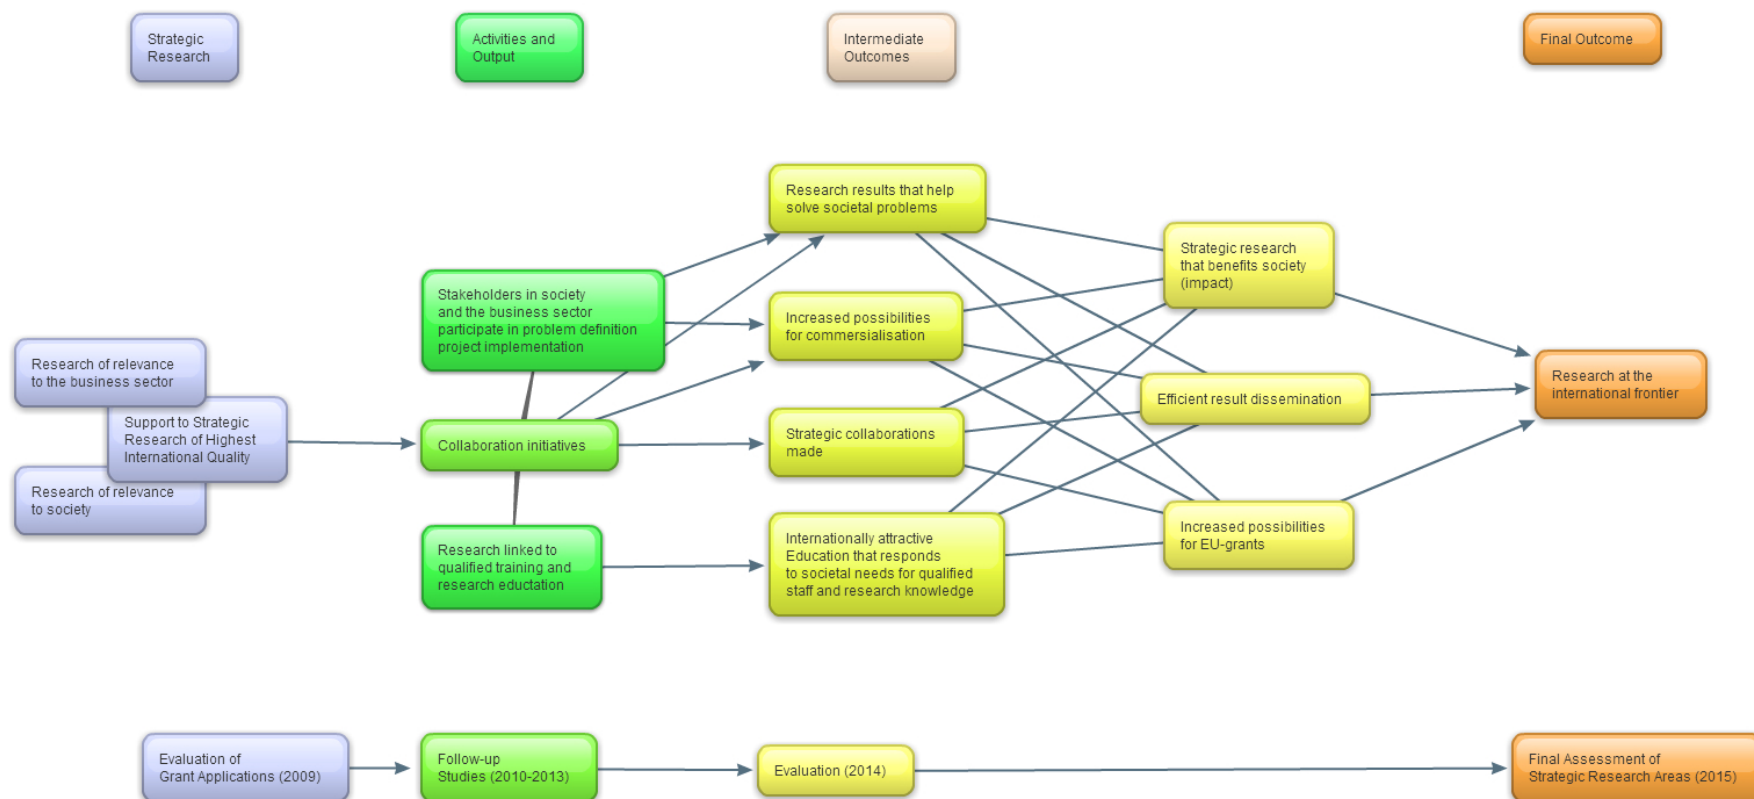 Strategic
Research
Activities and
Output
Intermediate
Outcomes
Final Outcome
Research results that help
solve societal problems
Strategic research
that benefits society
(impact)
Stakeholders in society
and the business sector
participate in problem definition
project implementation
Increased possibilities
for commersialisation
Research of relevance
to the business sector
Research at the
international frontier
Efficient result dissemination
Support to Strategic
Research of Highest
International Quality
Collaboration initiatives
Strategic collaborations
made
Research of relevance
to society
Increased possibilities
for EU-grants
Research linked to
qualified training and
research eductation
Internationally attractive
Education that responds
to societal needs for qualified
staff and research knowledge
Evaluation of
Grant Applications (2009)
Follow-up
Studies (2010-2013)
Evaluation (2014)
Final Assessment of
Strategic Research Areas (2015)